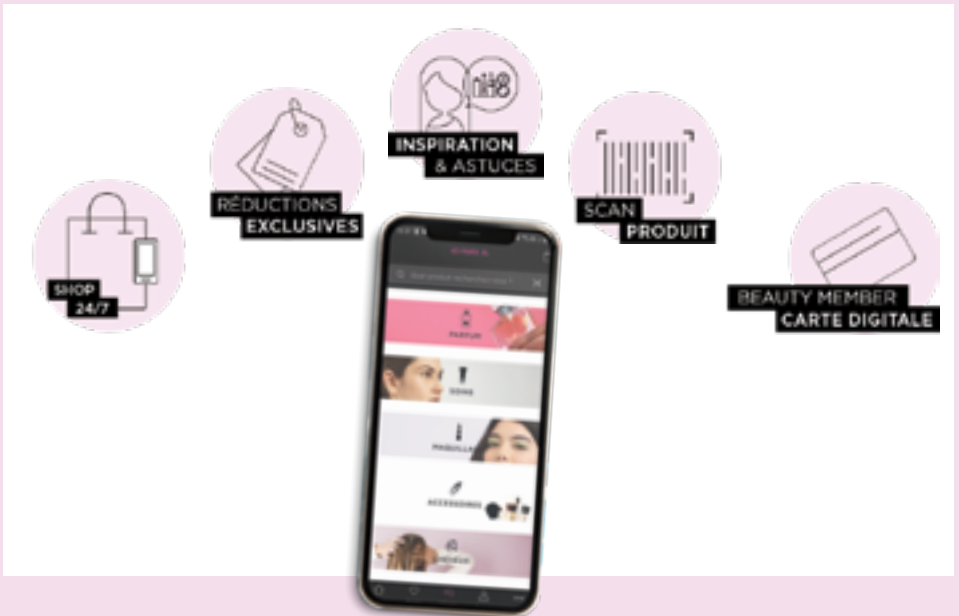 INSPIRATION
& ASTUCES
RÉDUCTIONS
EXCLUSIVES
SCAN
PRODUIT
SHOP
24/7
BEAUTY MEMBER
CARTE DIGITALE
PARFUM
SOINS
ACCESSOIRES